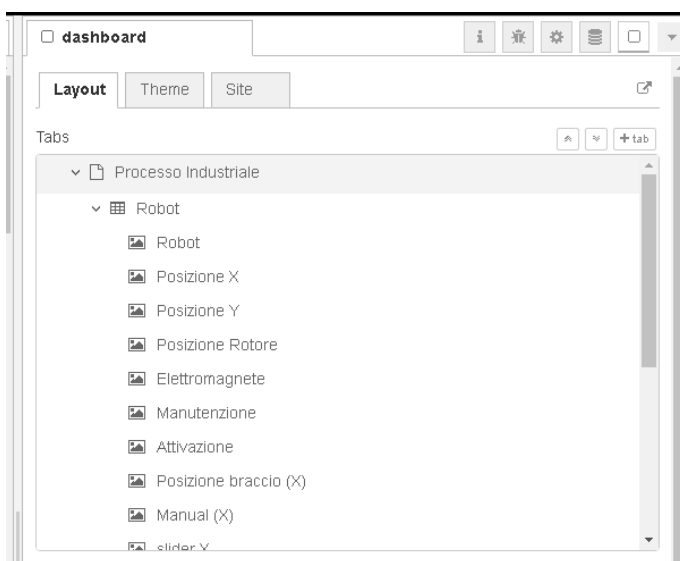 dashboard
Layout Theme Site
Tabs
+ tab
Processo Industriale
Robot
Robot
Posizione X
Posizione Y
Posizione Rotore
Elettromagnete
Manutenzione
Attivazione
Posizione braccio (X)
Manual (X)
slider Y